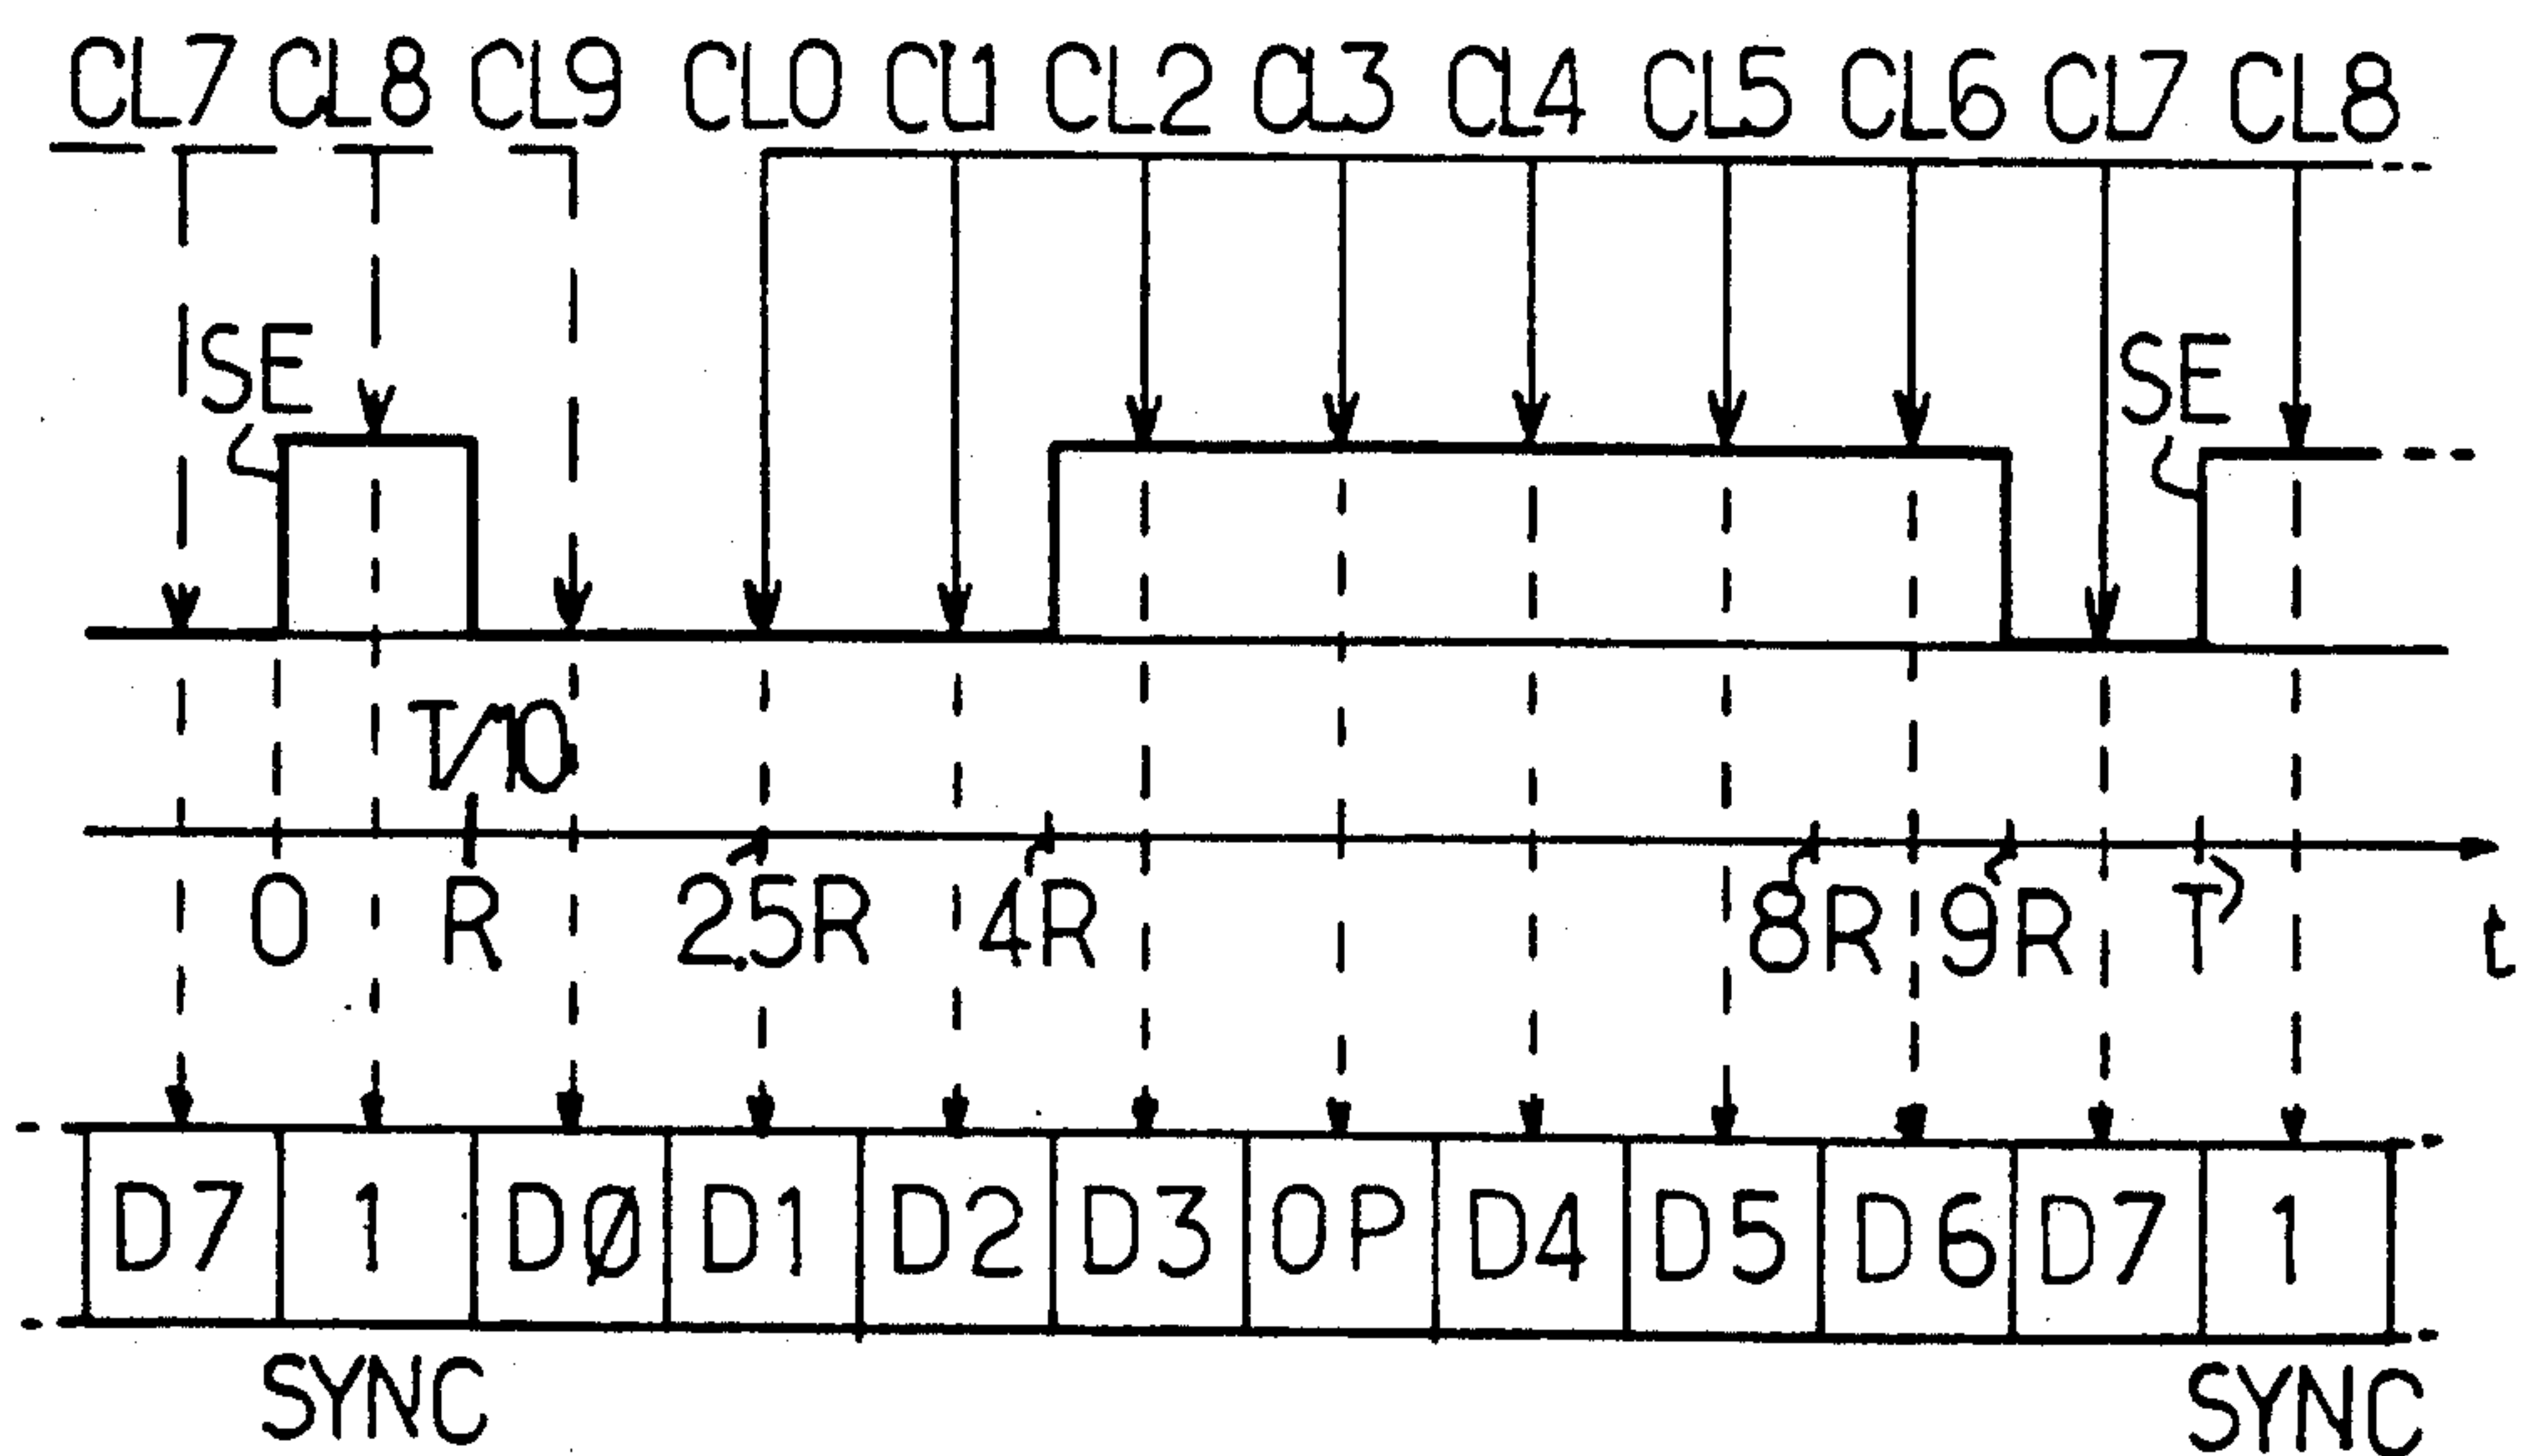 CL7 CL8 CL9 CL0 CL1 CL2 CL3 CL4 CL5 CL6 CL7 CL8
SE SE
T/10
0 R 2.5R 4R 8R 9R T t
D7 1 DØ D1 D2 D3 OP D4 D5 D6 D7 1
SYNC SYNC